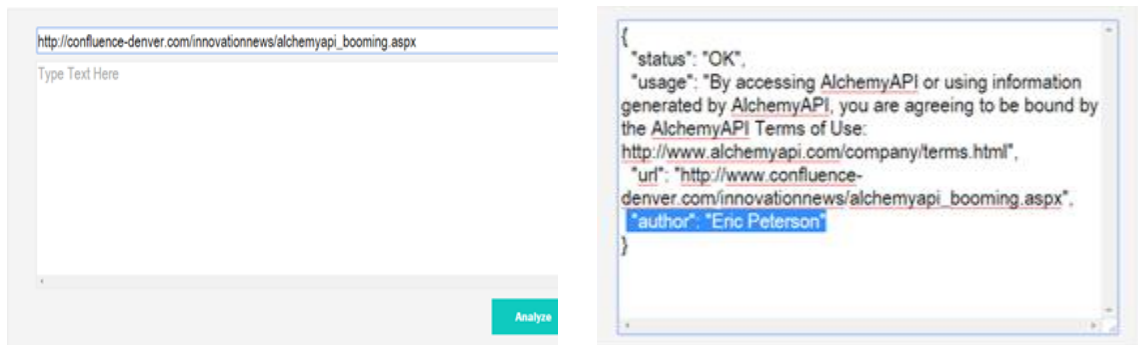 http://confluence-denver.com/innovationnews/alchemyapi_booming.aspx
Type Text Here
Analyze
{
"status": "OK",
"usage": "By accessing AlchemyAPI or using information
generated by AlchemyAPI, you are agreeing to be bound by
the AlchemyAPI Terms of Use:
http://www.alchemyapi.com/company/terms.html",
"url": "http://www.confluence-
denver.com/innovationnews/alchemyapi_booming.aspx",
"author": "Eric Peterson"
}